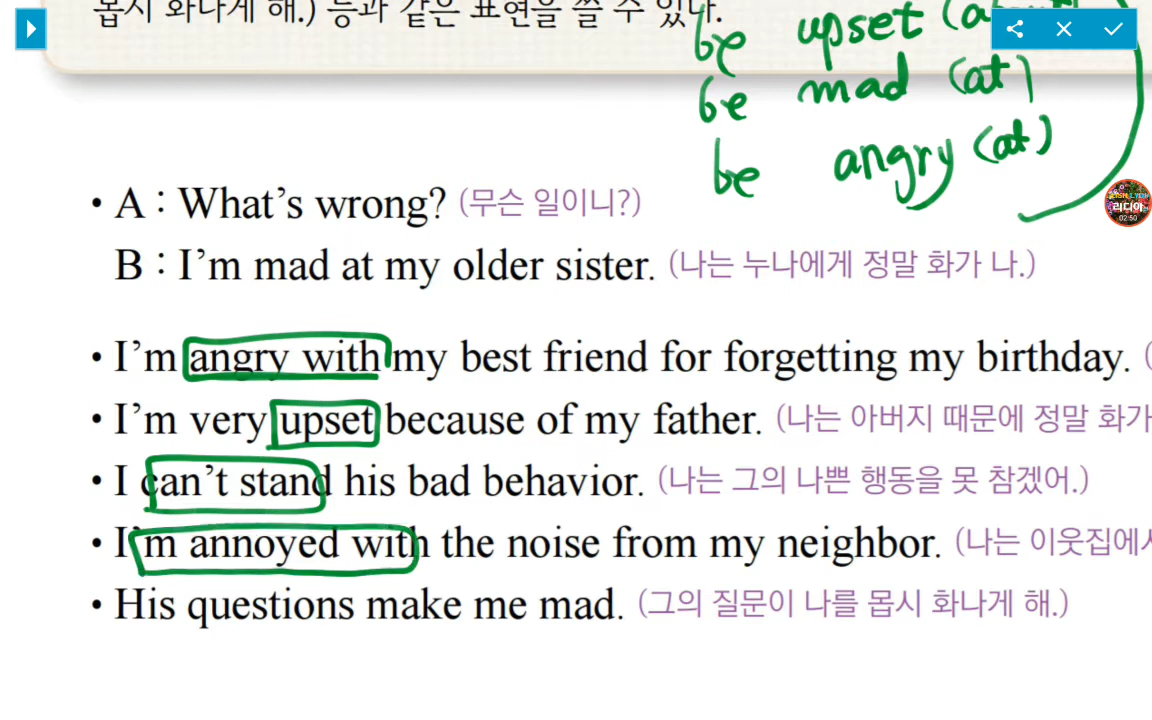 몹시 화나게 해.) 등과 같은 표현을 쓸 수 있다.
be upset
be mad (at)
be angry (at)
• A : What's wrong? (무슨 일이니?)
B : I'm mad at my older sister. (나는 누나에게 정말 화가 나.)
• I'm angry with my best friend for forgetting my birthday. (
• I'm very upset because of my father. (나는 아버지 때문에 정말 화가
• I can't stand his bad behavior. (나는 그의 나쁜 행동을 못 참겠어.)
• I'm annoyed with the noise from my neighbor. (나는 이웃집에서
• His questions make me mad. (그의 질문이 나를 몹시 화나게 해.)
리디아
02:50